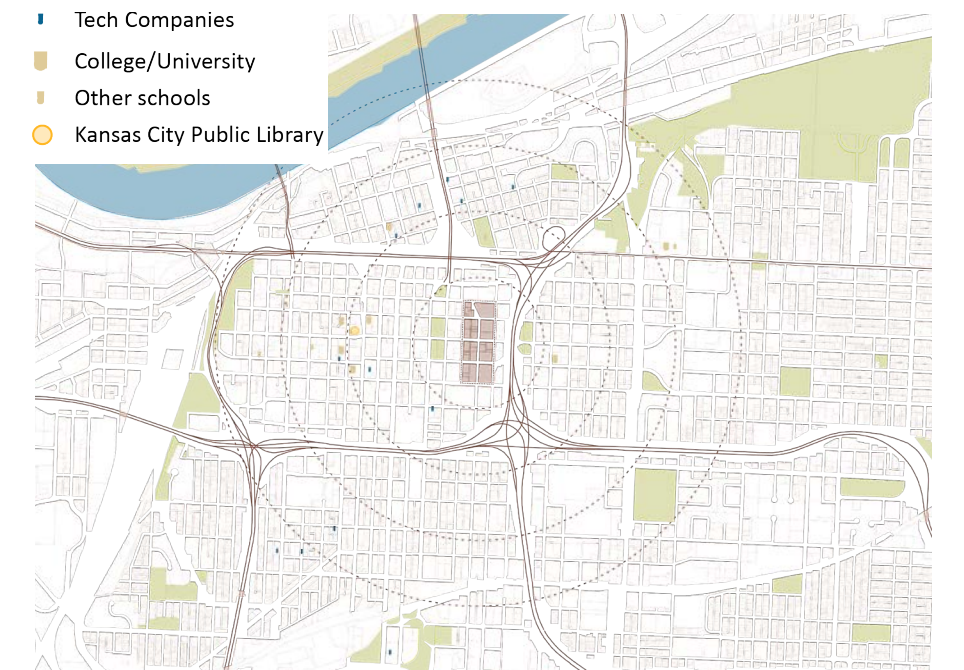 Tech Companies
College/University
Other schools
Kansas City Public Library